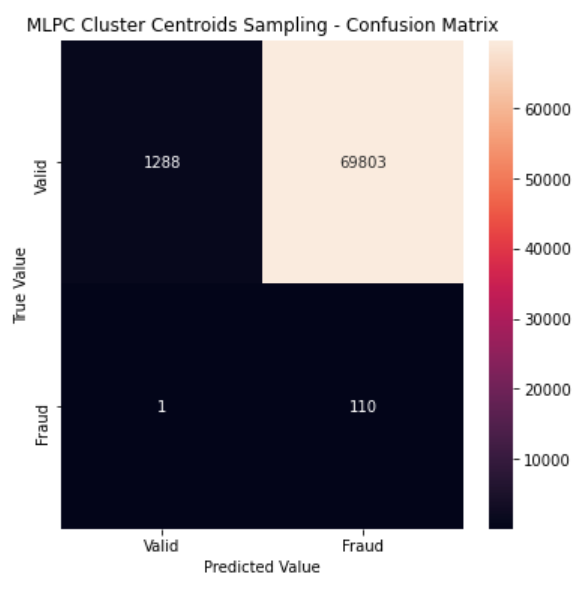 MLPC Cluster Centroids Sampling - Confusion Matrix
Valid
1288
69803
Fraud
1
110
True Value
Valid
Fraud
Predicted Value
60000
50000
40000
30000
20000
10000